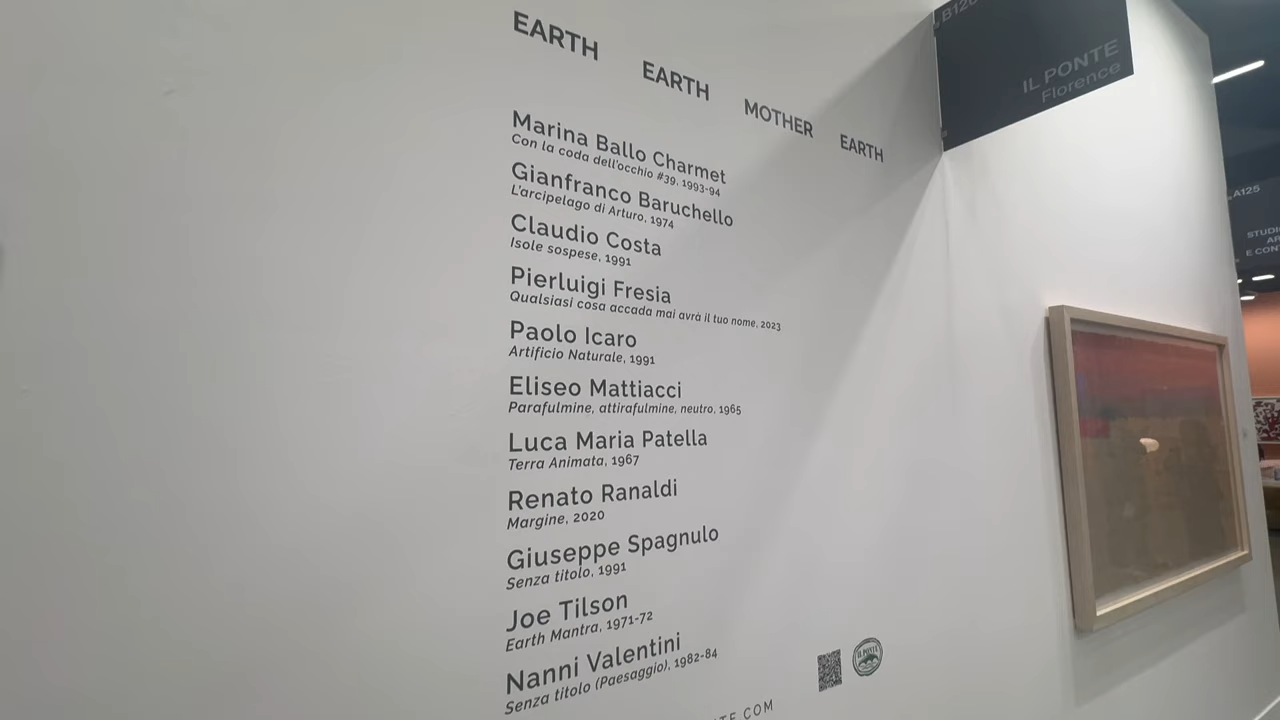 EARTH EARTH MOTHER EARTH
Marina Ballo Charmet
Con la coda dell'occhio #39, 1993-94
Gianfranco Baruchello
L'arcipelago di Arturo, 1974
Claudio Costa
Isole sospese, 1991
Pierluigi Fresia
Qualsiasi cosa accada mai avrà il tuo nome, 2023
Paolo Icaro
Artificio Naturale, 1991
Eliseo Mattiacci
Parafulmine, attirafulmine, neutro, 1965
Luca Maria Patella
Terra Animata, 1967
Renato Ranaldi
Margine, 2020
Giuseppe Spagnulo
Senza titolo, 1991
Joe Tilson
Earth Mantra, 1971-72
Nanni Valentini
Senza titolo (Paesaggio), 1982-84
IL PONTE
.COM
IL PONTE
Florence
A125